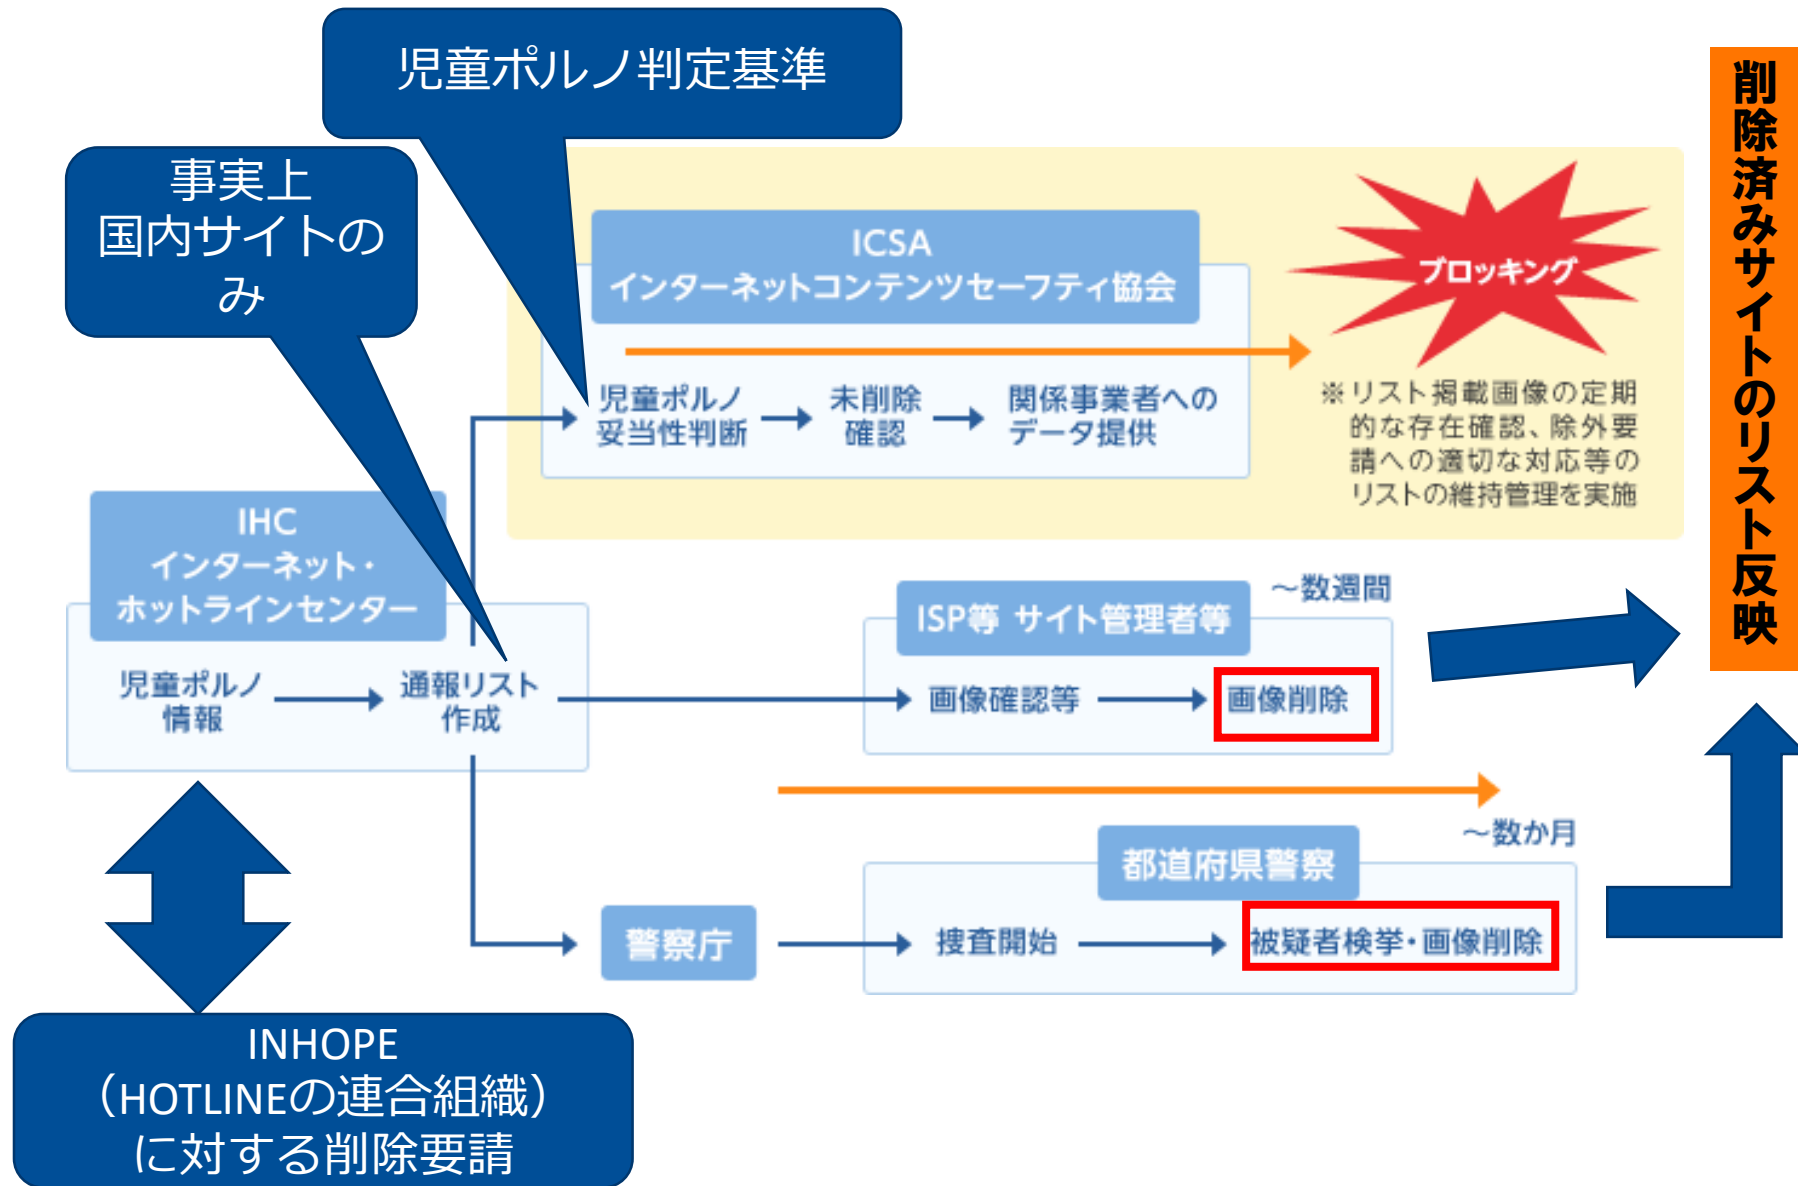 児童ポルノ判定基準
事実上
国内サイトの
み
ICSA
インターネットコンテンツセーフティ協会
ブロッキング
児童ポルノ
妥当性判断
未削除
確認
関係事業者への
データ提供
※リスト掲載画像の定期
的な存在確認、除外要
請への適切な対応等の
リストの維持管理を実施
削除済みサイトのリスト反映
IHC
インターネット・
ホットラインセンター
児童ポルノ
情報
通報リスト
作成
ISP等 サイト管理者等
～数週間
画像確認等
画像削除
～数か月
都道府県警察
警察庁
捜査開始
被疑者検挙・画像削除
INHOPE
（HOTLINEの連合組織）
に対する削除要請